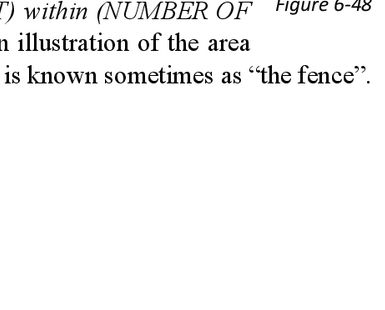 T) within (NUMBER OF
Figure 6-48
n illustration of the area
is known sometimes as “the fence”.